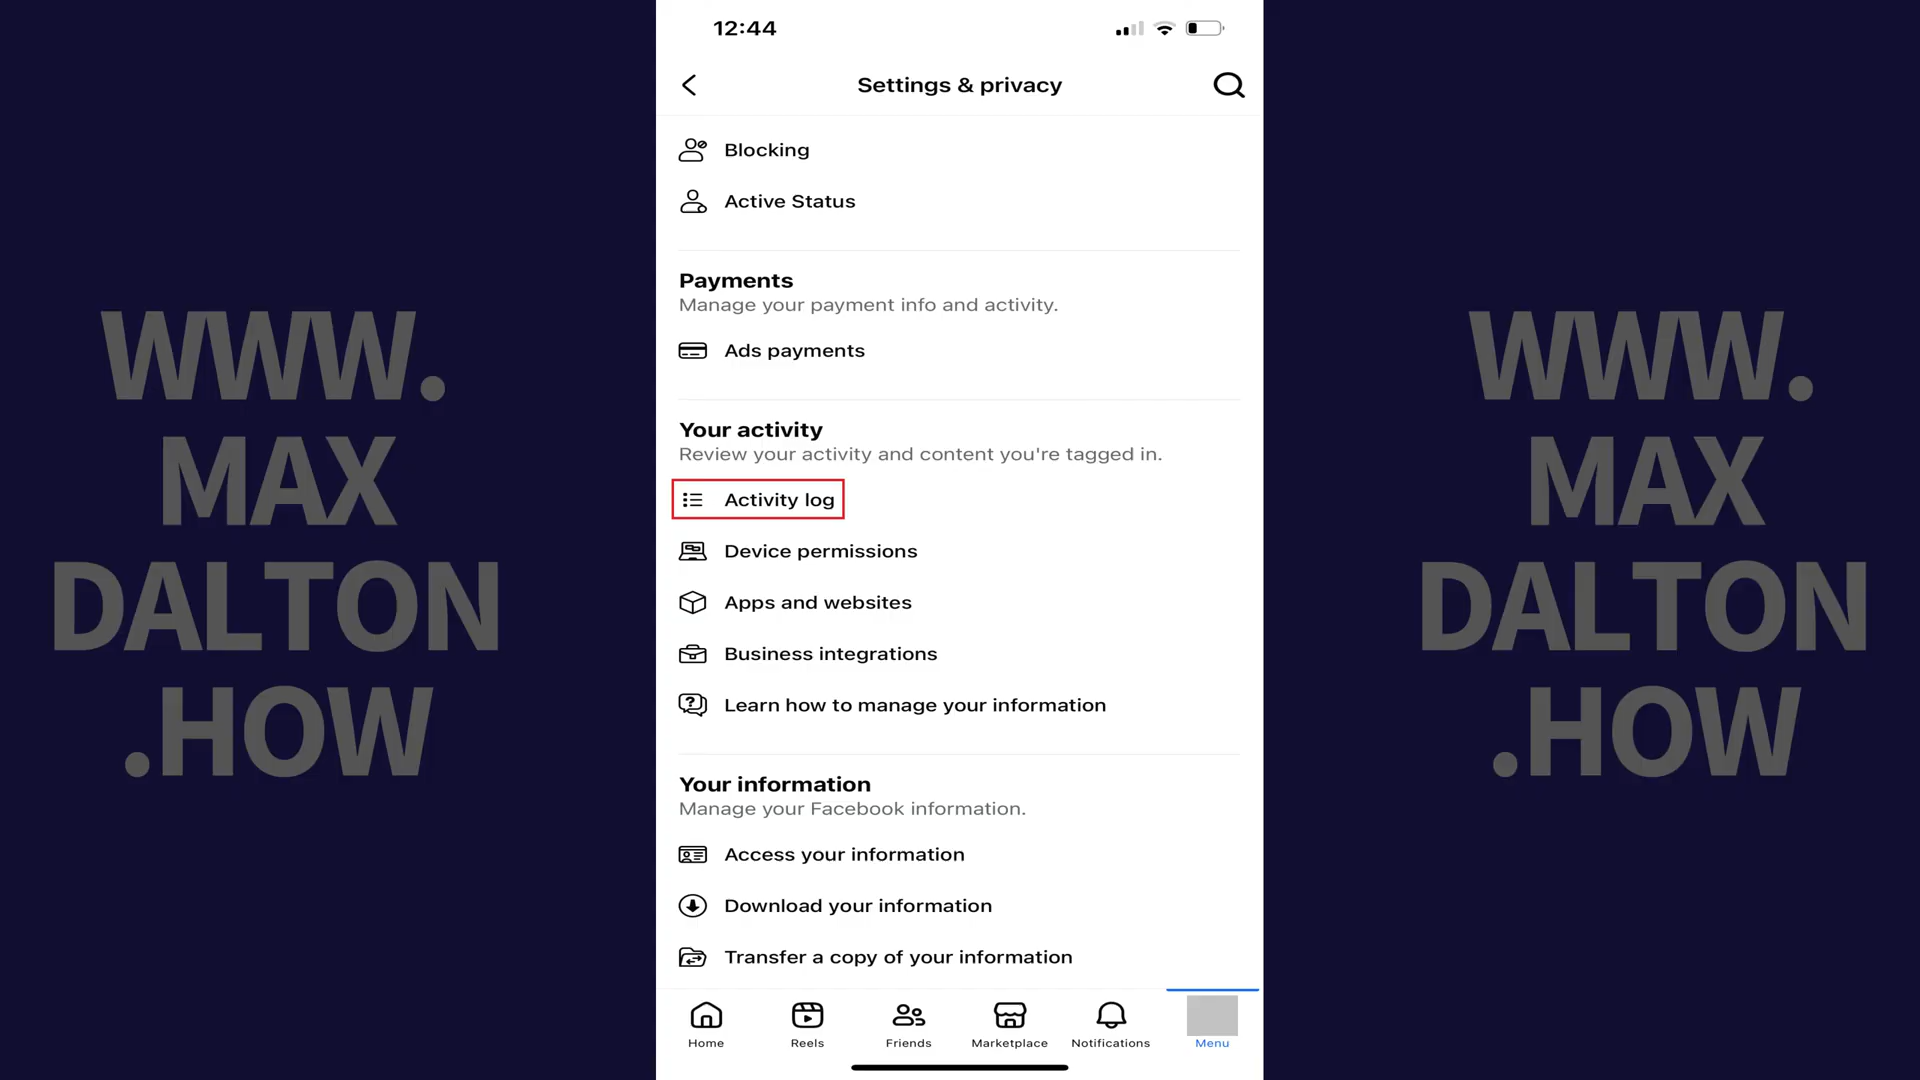 12:44
Settings & privacy
Blocking
Active Status
Payments
Manage your payment info and activity.
Ads payments
Your activity
Review your activity and content you're tagged in.
Activity log
Device permissions
Apps and websites
Business integrations
Learn how to manage your information
Your information
Manage your Facebook information.
Access your information
Download your information
Transfer a copy of your information
Home
Reels
Friends
Marketplace
Notifications
Menu
WWW.
MAX
DALTON
.HOW
WWW.
MAX
DALTON
.HOW